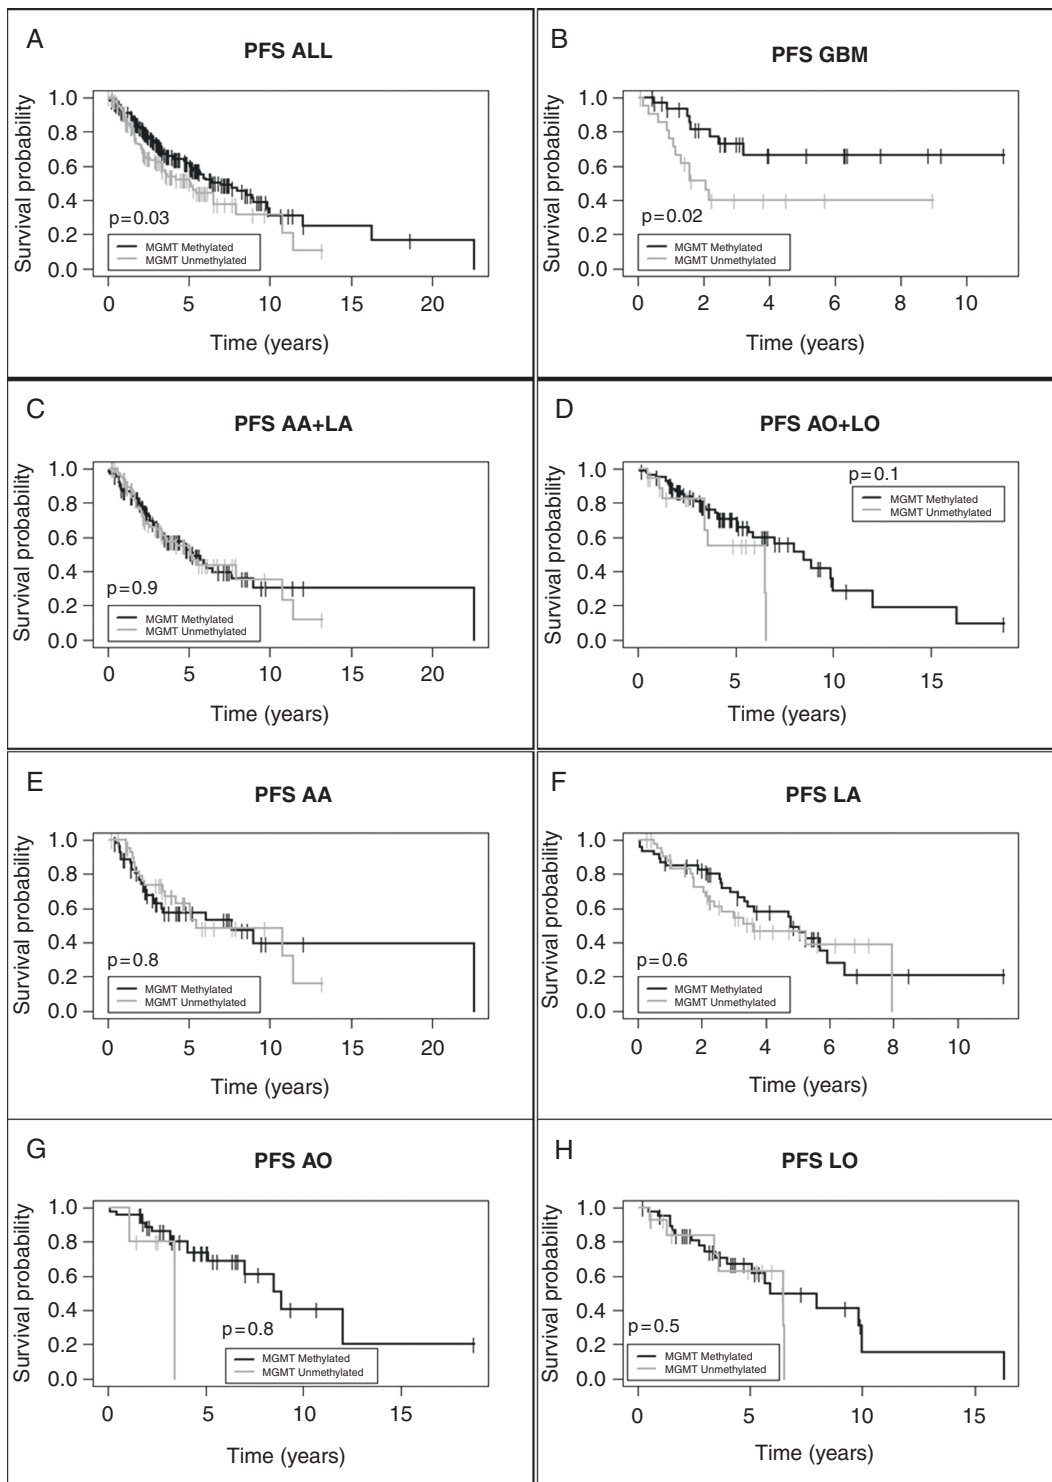 A
PFS ALL
Survival probability
1.0
0.8
0.6
0.4
0.2
0.0
p=0.03
MGMT Methylated
MGMT Unmethylated
0 5 10 15 20
Time (years)
B
PFS GBM
Survival probability
1.0
0.8
0.6
0.4
0.2
0.0
p=0.02
MGMT Methylated
MGMT Unmethylated
0 2 4 6 8 10
Time (years)
C
PFS AA+LA
Survival probability
1.0
0.8
0.6
0.4
0.2
0.0
p=0.9
MGMT Methylated
MGMT Unmethylated
0 5 10 15 20
Time (years)
D
PFS AO+LO
Survival probability
1.0
0.8
0.6
0.4
0.2
0.0
p=0.1
MGMT Methylated
MGMT Unmethylated
0 5 10 15
Time (years)
E
PFS AA
Survival probability
1.0
0.8
0.6
0.4
0.2
0.0
p=0.8
MGMT Methylated
MGMT Unmethylated
0 5 10 15 20
Time (years)
F
PFS LA
Survival probability
1.0
0.8
0.6
0.4
0.2
0.0
p=0.6
MGMT Methylated
MGMT Unmethylated
0 2 4 6 8 10
Time (years)
G
PFS AO
Survival probability
1.0
0.8
0.6
0.4
0.2
0.0
p=0.8
MGMT Methylated
MGMT Unmethylated
0 5 10 15
Time (years)
H
PFS LO
Survival probability
1.0
0.8
0.6
0.4
0.2
0.0
p=0.5
MGMT Methylated
MGMT Unmethylated
0 5 10 15
Time (years)